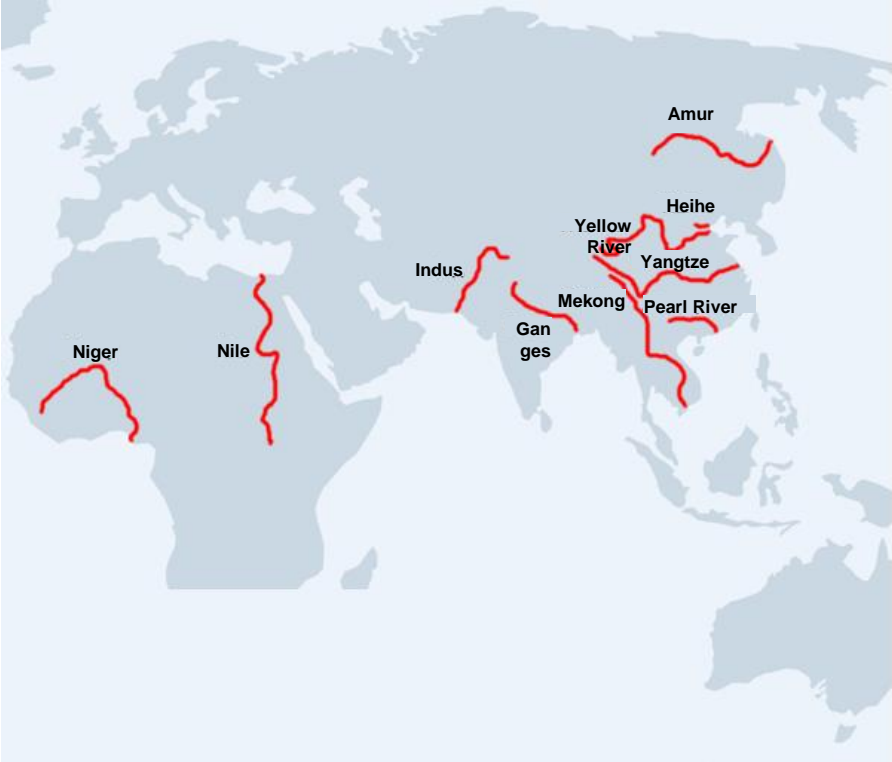 Amur
Heihe
Yellow
River
Yangtze
Indus
Mekong
Pearl River
Gan
ges
Nile
Niger